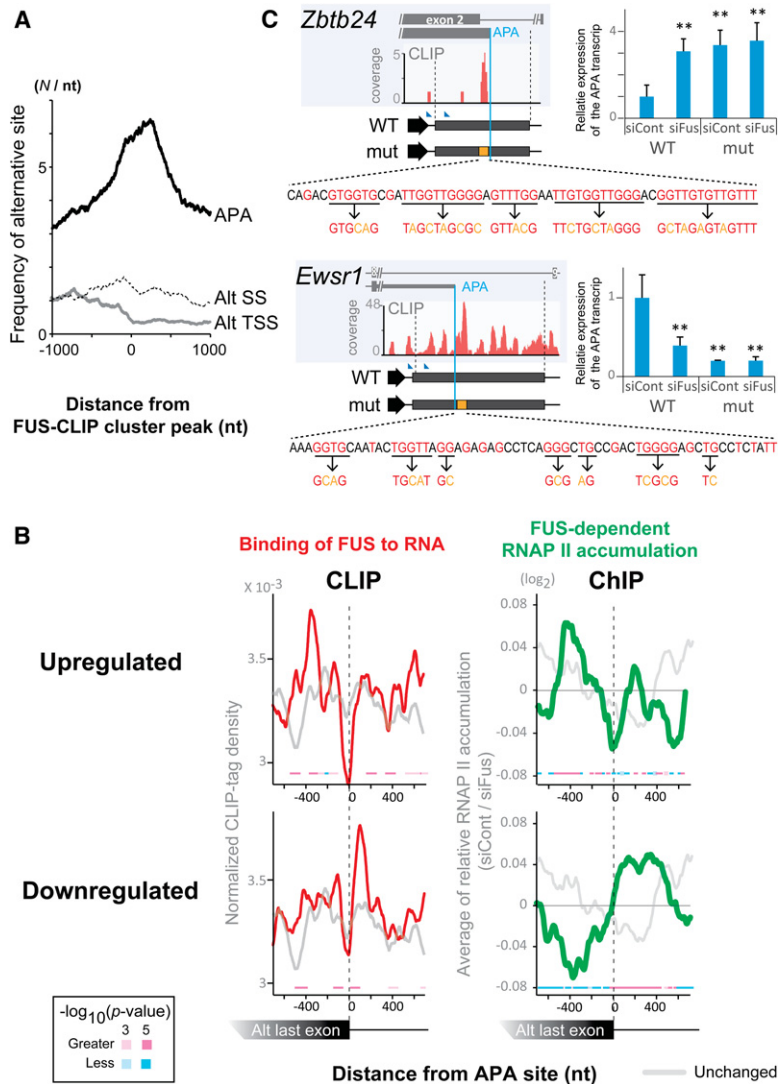 A
(N / nt)
Frequency of alternative site
5
0
APA
Alt SS
Alt TSS
-1000
0
1000
Distance from
FUS-CLIP cluster peak (nt)
C
Zbtb24
exon 2
APA
coverage
5
0
CLIP
WT
mut
CAGACGTGGTGCGATTGGTTGGGGAGTTTGGAATTGTGGTTGGGACGGTTGTGTTGTTT
GTGCAG
TAGCTAGCGC
GTTACG
TTCTGCTAGGG
GCTAGAGTAGTTT
Rellatie expression
of the APA transcrip
4
0
**
**
**
siCont
siFus
siCont
siFus
WT
mut
Ewsr1
APA
coverage
48
0
CLIP
WT
mut
AAAGGTGCAATACTGGTTAGGAGAGAGCCTCAGGGCTGCCGACTGGGGAGCTGCCTCTATT
GCAG
TGCAT
GC
GCG
AG
TCGCG
TC
Rellatie expression
of the APA transcrip
1
0
**
**
**
siCont
siFus
siCont
siFus
WT
mut
B
Binding of FUS to RNA
CLIP
FUS-dependent
RNAP II accumulation
ChIP
X 10-3
(log2)
Upregulated
Downregulated
Normalized CLIP-tag density
3.5
3
-400
0
400
3.5
3
-400
0
400
Average of relative RNAP II accumulation
(siCont / siFus)
0.08
0.04
0
-0.04
-0.08
-400
0
400
0.04
0
-0.04
-0.08
-400
0
400
Alt last exon
Alt last exon
-log10(p-value)
3 5
Greater
Less
Distance from APA site (nt)
Unchanged